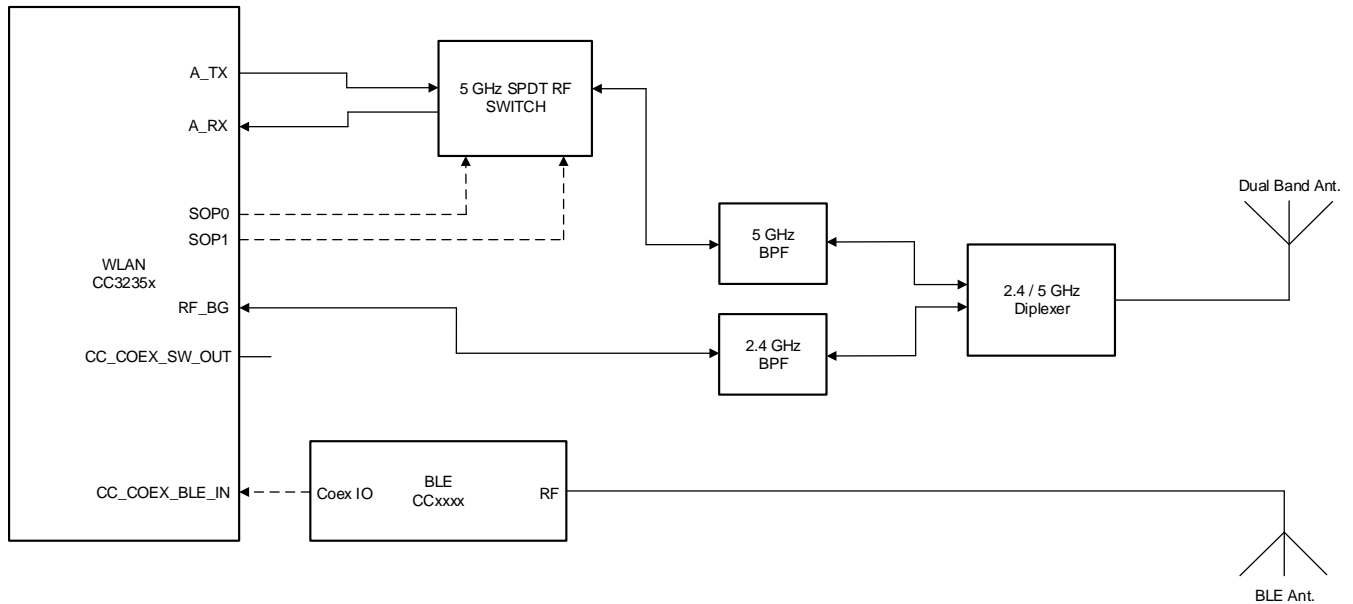 A_TX
A_RX
SOP0
SOP1
WLAN
CC3235x
RF_BG
CC_COEX_SW_OUT
CC_COEX_BLE_IN
5 GHz SPDT RF
SWITCH
5 GHz
BPF
2.4 GHz
BPF
2.4 / 5 GHz
Diplexer
Dual Band Ant.
Coex IO
BLE
CCxxxx
RF
BLE Ant.